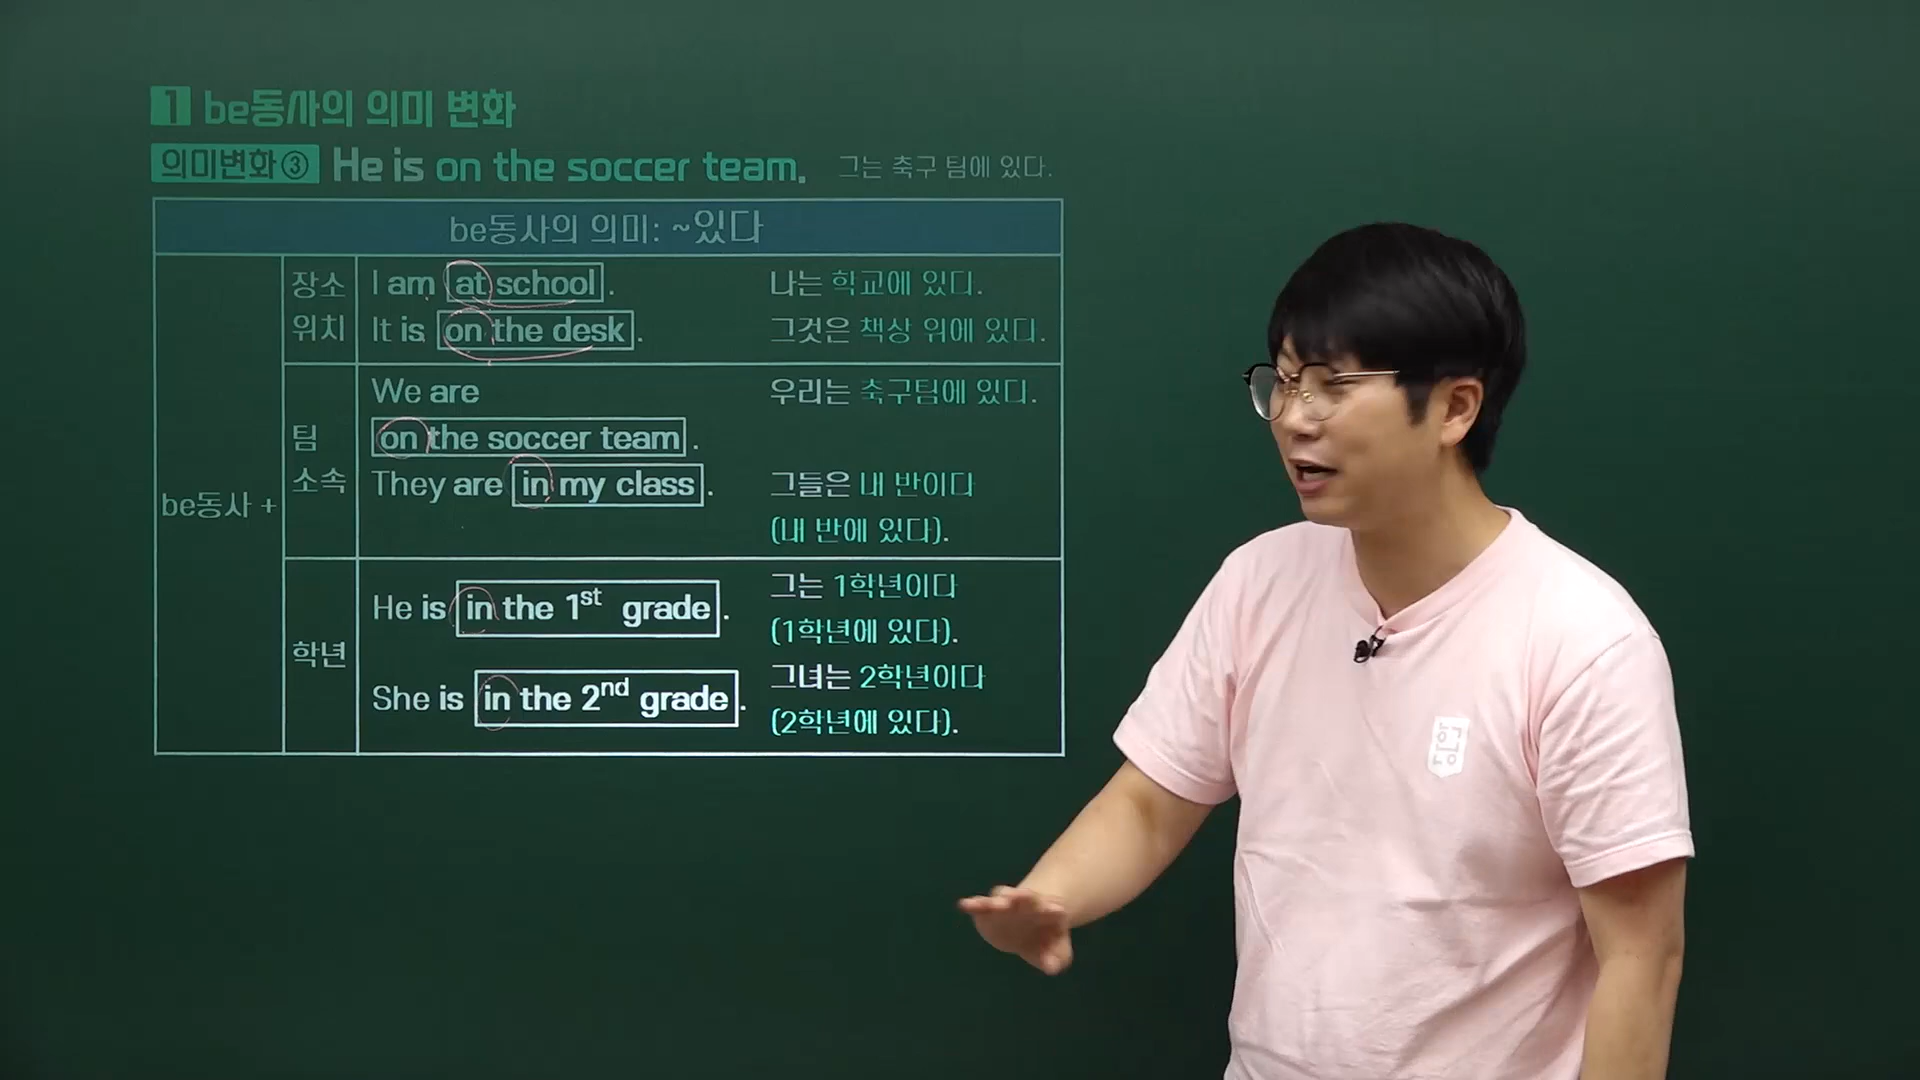 1 be동사의 의미 변화
의미변화③ He is on the soccer team. 그는 축구 팀에 있다.
be동사의 의미: ~있다
be동사 +
장소
위치
I am at school. 나는 학교에 있다.
It is on the desk. 그것은 책상 위에 있다.
팀
소속
We are 우리는 축구팀에 있다.
on the soccer team.
They are in my class. 그들은 내 반이다
(내 반에 있다).
학년
He is in the 1st grade. 그는 1학년이다
(1학년에 있다).
She is in the 2nd grade. 그녀는 2학년이다
(2학년에 있다).